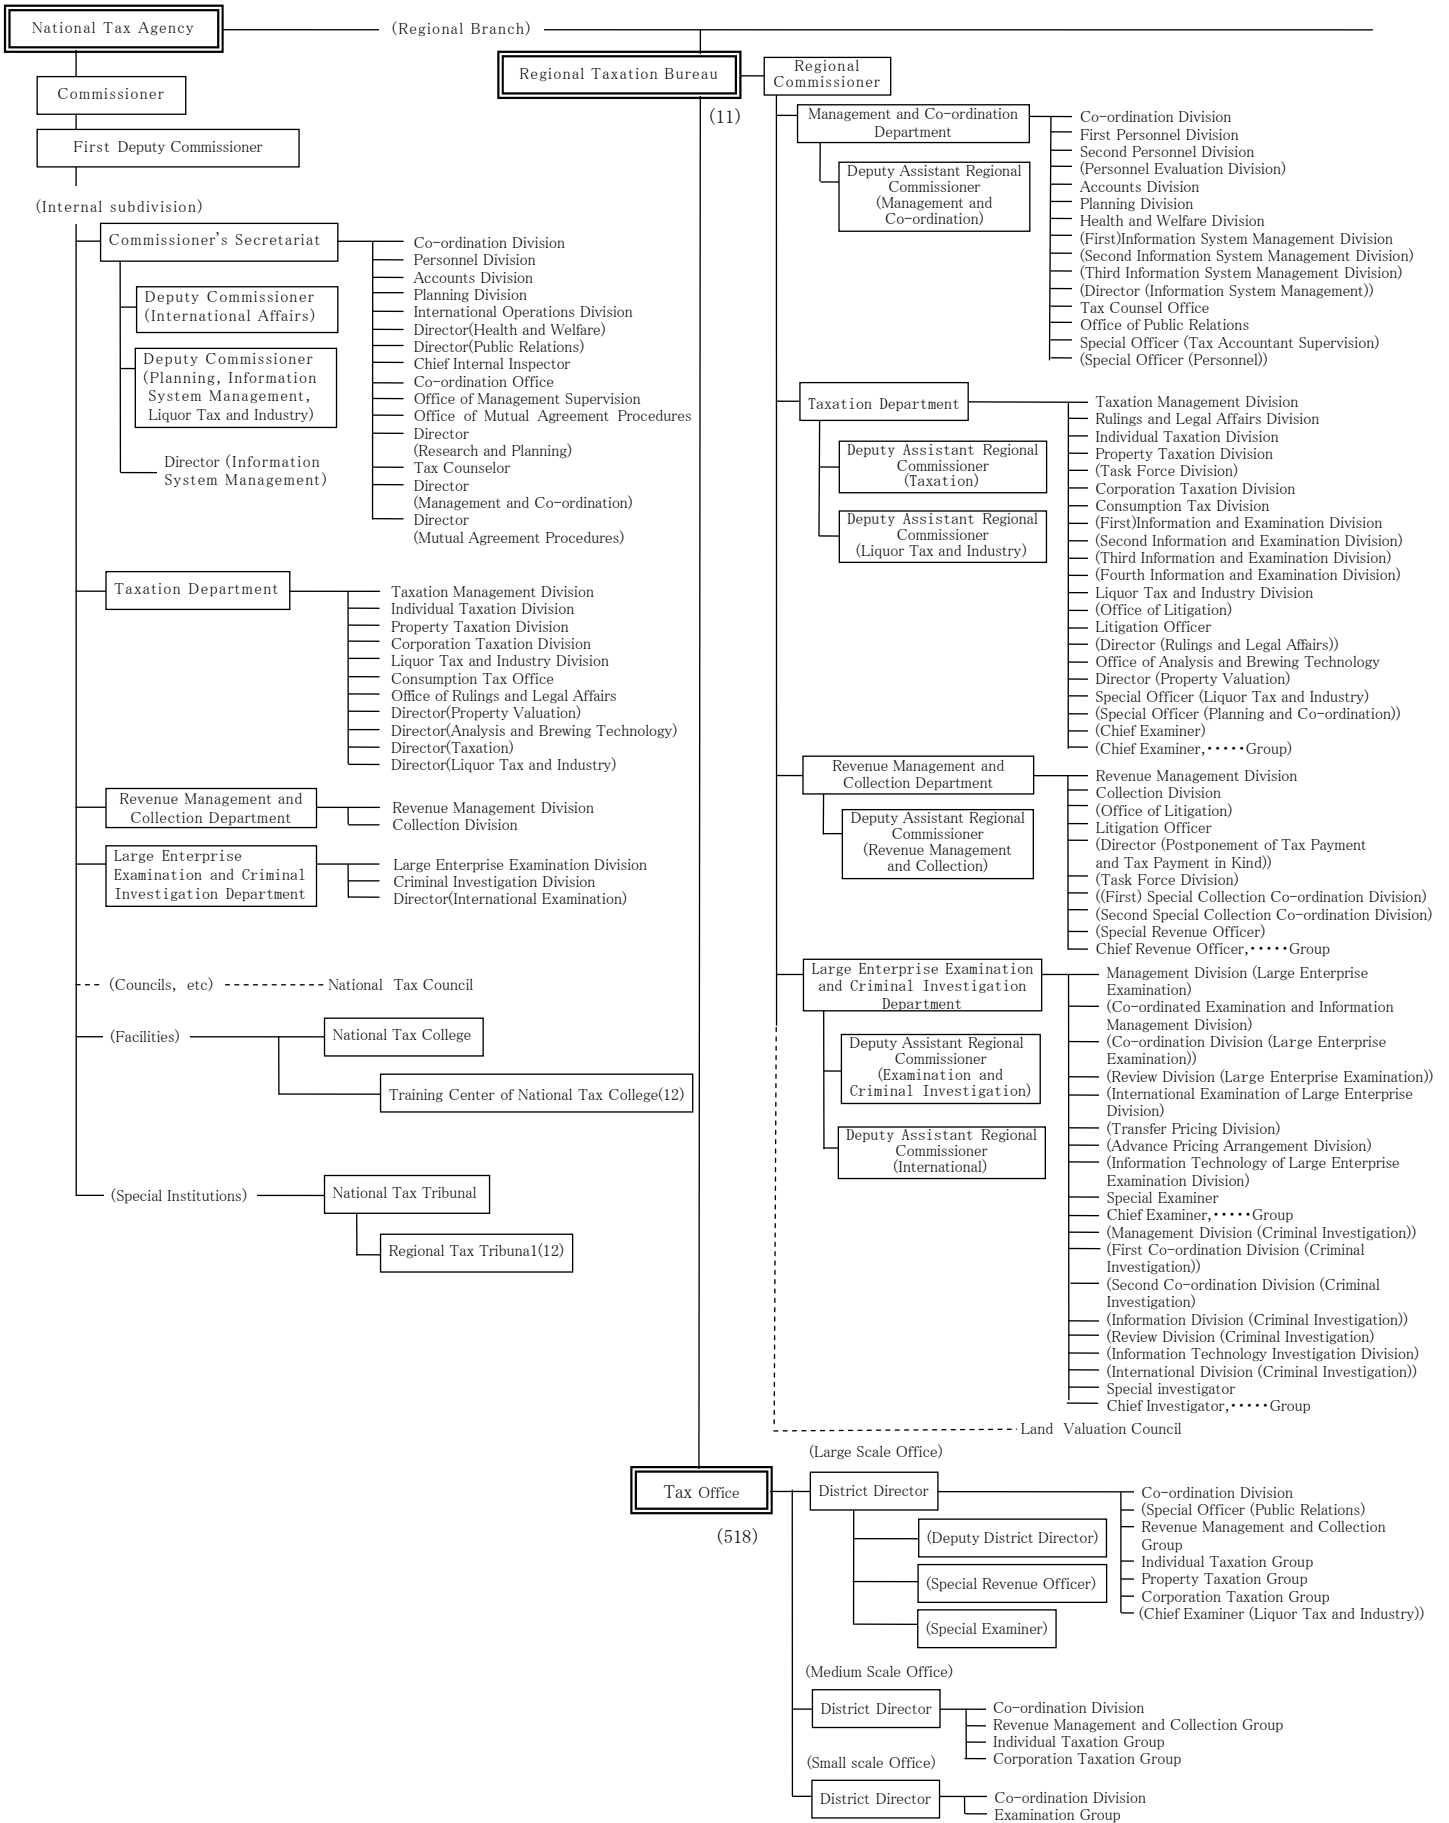 National Tax Agency
(Regional Branch)
Commissioner
First Deputy Commissioner
(Internal subdivision)
Commissioner's Secretariat
Deputy Commissioner
(International Affairs)
Deputy Commissioner
(Planning, Information
System Management,
Liquor Tax and Industry)
Director (Information
System Management)
Co-ordination Division
Personnel Division
Accounts Division
Planning Division
International Operations Division
Director(Health and Welfare)
Director(Public Relations)
Chief Internal Inspector
Co-ordination Office
Office of Management Supervision
Office of Mutual Agreement Procedures
Director
(Research and Planning)
Tax Counselor
Director
(Management and Co-ordination)
Director
(Mutual Agreement Procedures)
Taxation Department
Taxation Management Division
Individual Taxation Division
Property Taxation Division
Corporation Taxation Division
Liquor Tax and Industry Division
Consumption Tax Office
Office of Rulings and Legal Affairs
Director(Property Valuation)
Director(Analysis and Brewing Technology)
Director(Taxation)
Director(Liquor Tax and Industry)
Revenue Management and
Collection Department
Revenue Management Division
Collection Division
Large Enterprise
Examination and Criminal
Investigation Department
Large Enterprise Examination Division
Criminal Investigation Division
Director(International Examination)
(Councils, etc)
National Tax Council
(Facilities)
National Tax College
Training Center of National Tax College(12)
(Special Institutions)
National Tax Tribunal
Regional Tax Tribuna1(12)
Regional Taxation Bureau
(11)
Regional
Commissioner
Management and Co-ordination
Department
Deputy Assistant Regional
Commissioner
(Management and
Co-ordination)
Co-ordination Division
First Personnel Division
Second Personnel Division
(Personnel Evaluation Division)
Accounts Division
Planning Division
Health and Welfare Division
(First)Information System Management Division
(Second Information System Management Division)
(Third Information System Management Division)
(Director (Information System Management))
Tax Counsel Office
Office of Public Relations
Special Officer (Tax Accountant Supervision)
(Special Officer (Personnel))
Taxation Department
Deputy Assistant Regional
Commissioner
(Taxation)
Deputy Assistant Regional
Commissioner
(Liquor Tax and Industry)
Taxation Management Division
Rulings and Legal Affairs Division
Individual Taxation Division
Property Taxation Division
(Task Force Division)
Corporation Taxation Division
Consumption Tax Division
(First)Information and Examination Division
(Second Information and Examination Division)
(Third Information and Examination Division)
(Fourth Information and Examination Division)
Liquor Tax and Industry Division
(Office of Litigation)
Litigation Officer
(Director (Rulings and Legal Affairs))
Office of Analysis and Brewing Technology
Director (Property Valuation)
Special Officer (Liquor Tax and Industry)
(Special Officer (Planning and Co-ordination))
(Chief Examiner)
(Chief Examiner,・・・・・Group)
Revenue Management and
Collection Department
Deputy Assistant Regional
Commissioner
(Revenue Management
and Collection)
Revenue Management Division
Collection Division
(Office of Litigation)
Litigation Officer
(Director (Postponement of Tax Payment
and Tax Payment in Kind))
(Task Force Division)
((First) Special Collection Co-ordination Division)
(Second Special Collection Co-ordination Division)
(Special Revenue Officer)
Chief Revenue Officer,・・・・・Group
Large Enterprise Examination
and Criminal Investigation
Department
Deputy Assistant Regional
Commissioner
(Examination and
Criminal Investigation)
Deputy Assistant Regional
Commissioner
(International)
Management Division (Large Enterprise
Examination)
(Co-ordinated Examination and Information
Management Division)
(Co-ordination Division (Large Enterprise
Examination))
(Review Division (Large Enterprise Examination))
(International Examination of Large Enterprise
Division)
(Transfer Pricing Division)
(Advance Pricing Arrangement Division)
(Information Technology of Large Enterprise
Examination Division)
Special Examiner
Chief Examiner,・・・・・Group
(Management Division (Criminal Investigation))
(First Co-ordination Division (Criminal
Investigation))
(Second Co-ordination Division (Criminal
Investigation)
(Information Division (Criminal Investigation))
(Review Division (Criminal Investigation)
(Information Technology Investigation Division)
(International Division (Criminal Investigation))
Special investigator
Chief Investigator,・・・・・Group
Land Valuation Council
Tax Office
(518)
(Large Scale Office)
District Director
(Deputy District Director)
(Special Revenue Officer)
(Special Examiner)
Co-ordination Division
(Special Officer (Public Relations)
Revenue Management and Collection
Group
Individual Taxation Group
Property Taxation Group
Corporation Taxation Group
(Chief Examiner (Liquor Tax and Industry))
(Medium Scale Office)
District Director
Co-ordination Division
Revenue Management and Collection Group
Individual Taxation Group
Corporation Taxation Group
(Small scale Office)
District Director
Co-ordination Division
Examination Group